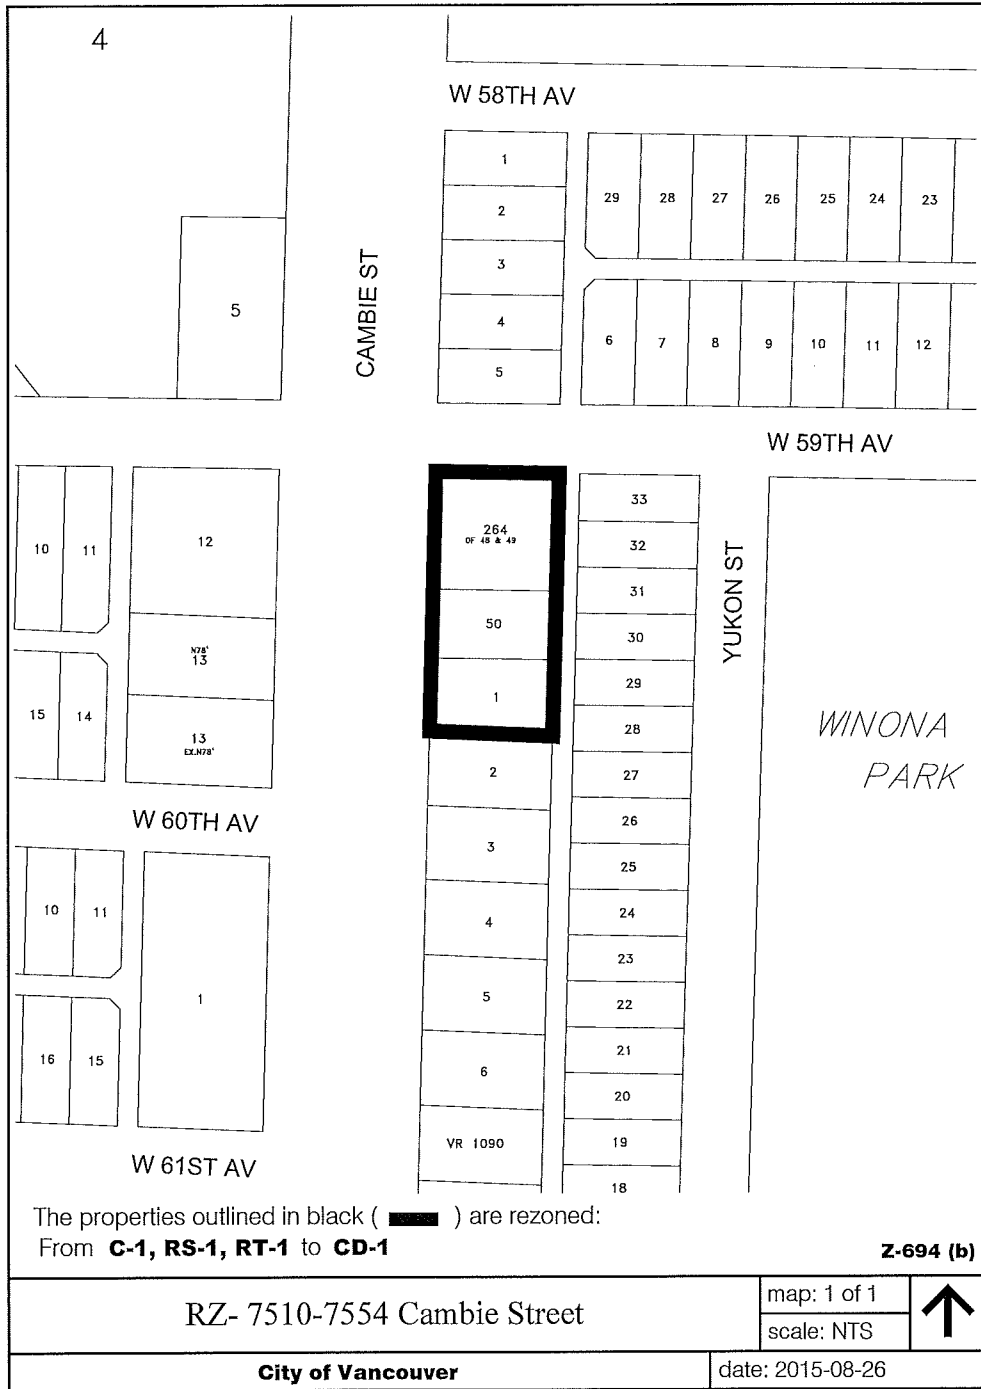 4
W 58TH AV
1
2
3
4
5
29 28 27 26 25 24 23
5
CAMBIE ST
6 7 8 9 10 11 12
W 59TH AV
10 11
12
N78'
13
13
EX.N78'
15 14
264
OF 48 & 49
50
1
2
3
4
5
6
VR 1090
33
32
31
30
29
28
27
26
25
24
23
22
21
20
19
18
YUKON ST
WINONA
PARK
W 60TH AV
10 11
1
16 15
W 61ST AV
The properties outlined in black ( ) are rezoned:
From C-1, RS-1, RT-1 to CD-1
Z-694 (b)
RZ- 7510-7554 Cambie Street
map: 1 of 1
scale: NTS
City of Vancouver
date: 2015-08-26